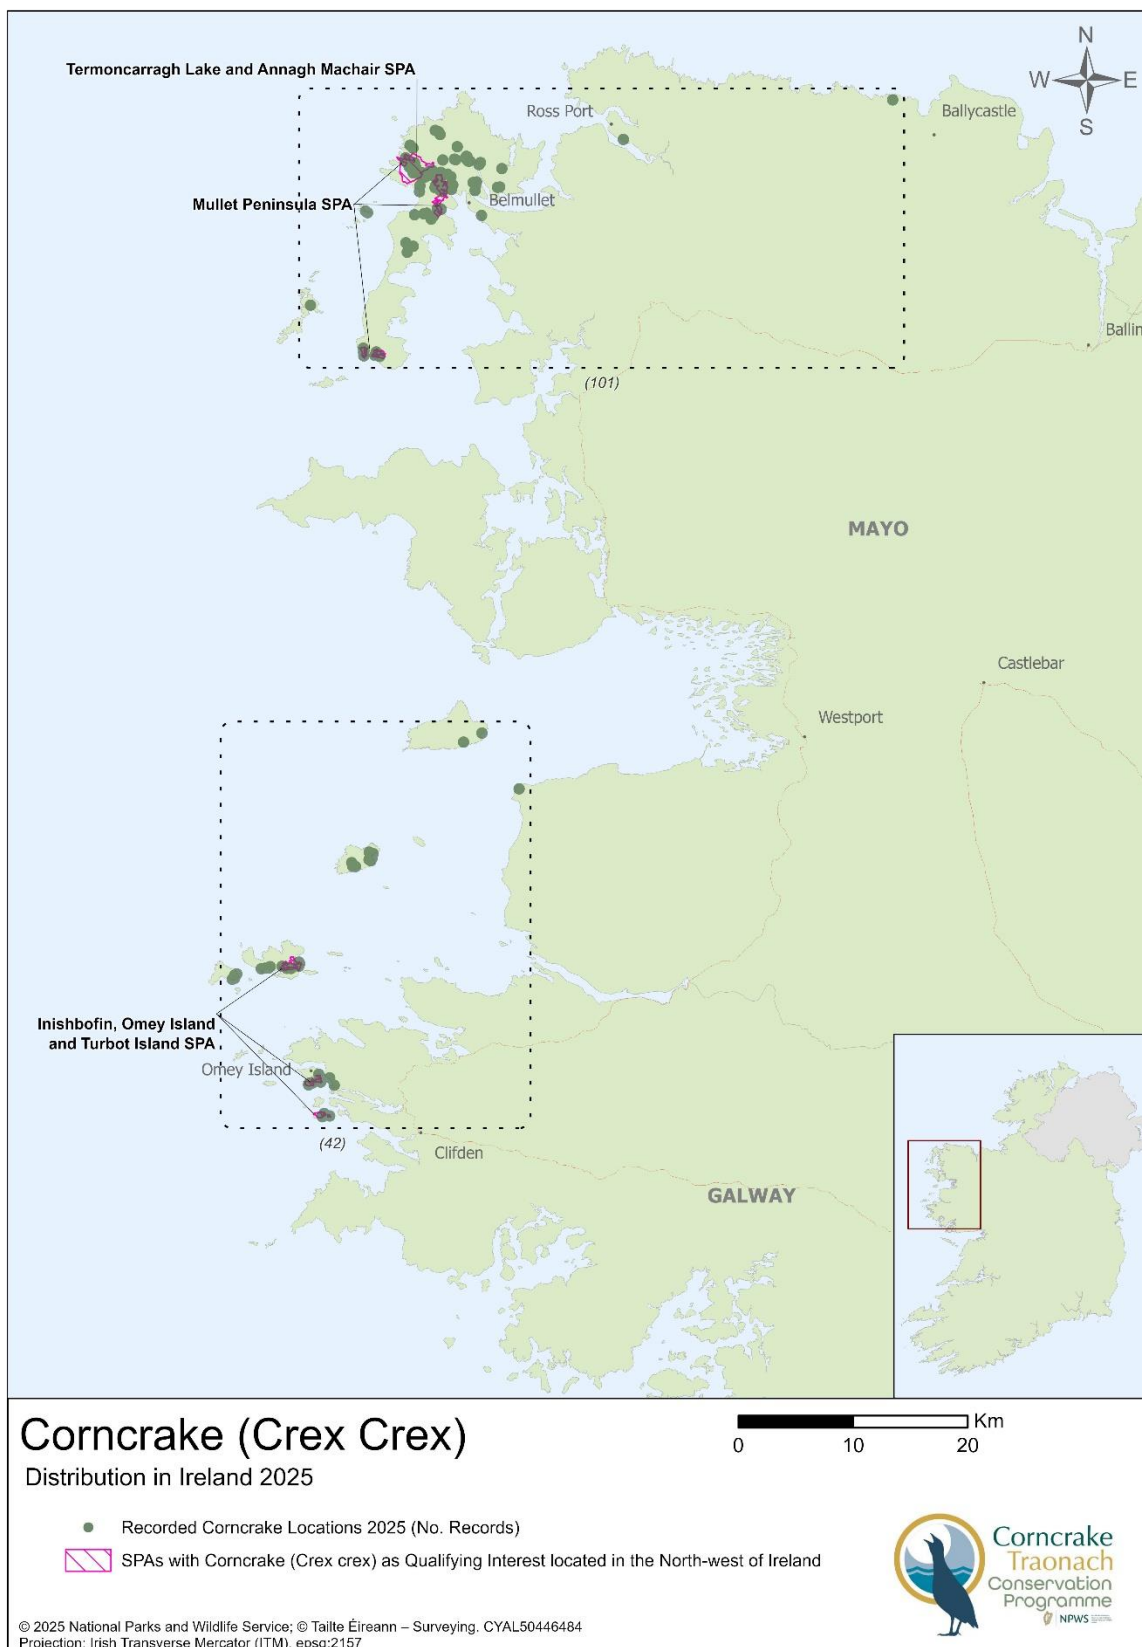 N
W E
S
Termoncarragh Lake and Annagh Machair SPA
Ross Port
Ballycastle
Mullet Peninsula SPA
Belmullet
Ballin
(101)
MAYO
Castlebar
Westport
Inishbofin, Omey Island
and Turbot Island SPA
Omey Island
(42)
Clifden
GALWAY
Corncrake (Crex Crex)
Distribution in Ireland 2025
Km
0 10 20
Recorded Corncrake Locations 2025 (No. Records)
SPAs with Corncrake (Crex crex) as Qualifying Interest located in the North-west of Ireland
Corncrake
Traonach
Conservation
Programme
NPWS
© 2025 National Parks and Wildlife Service; © Tailte Éireann – Surveying. CYAL50446484
Projection: Irish Transverse Mercator (ITM), epsg:2157